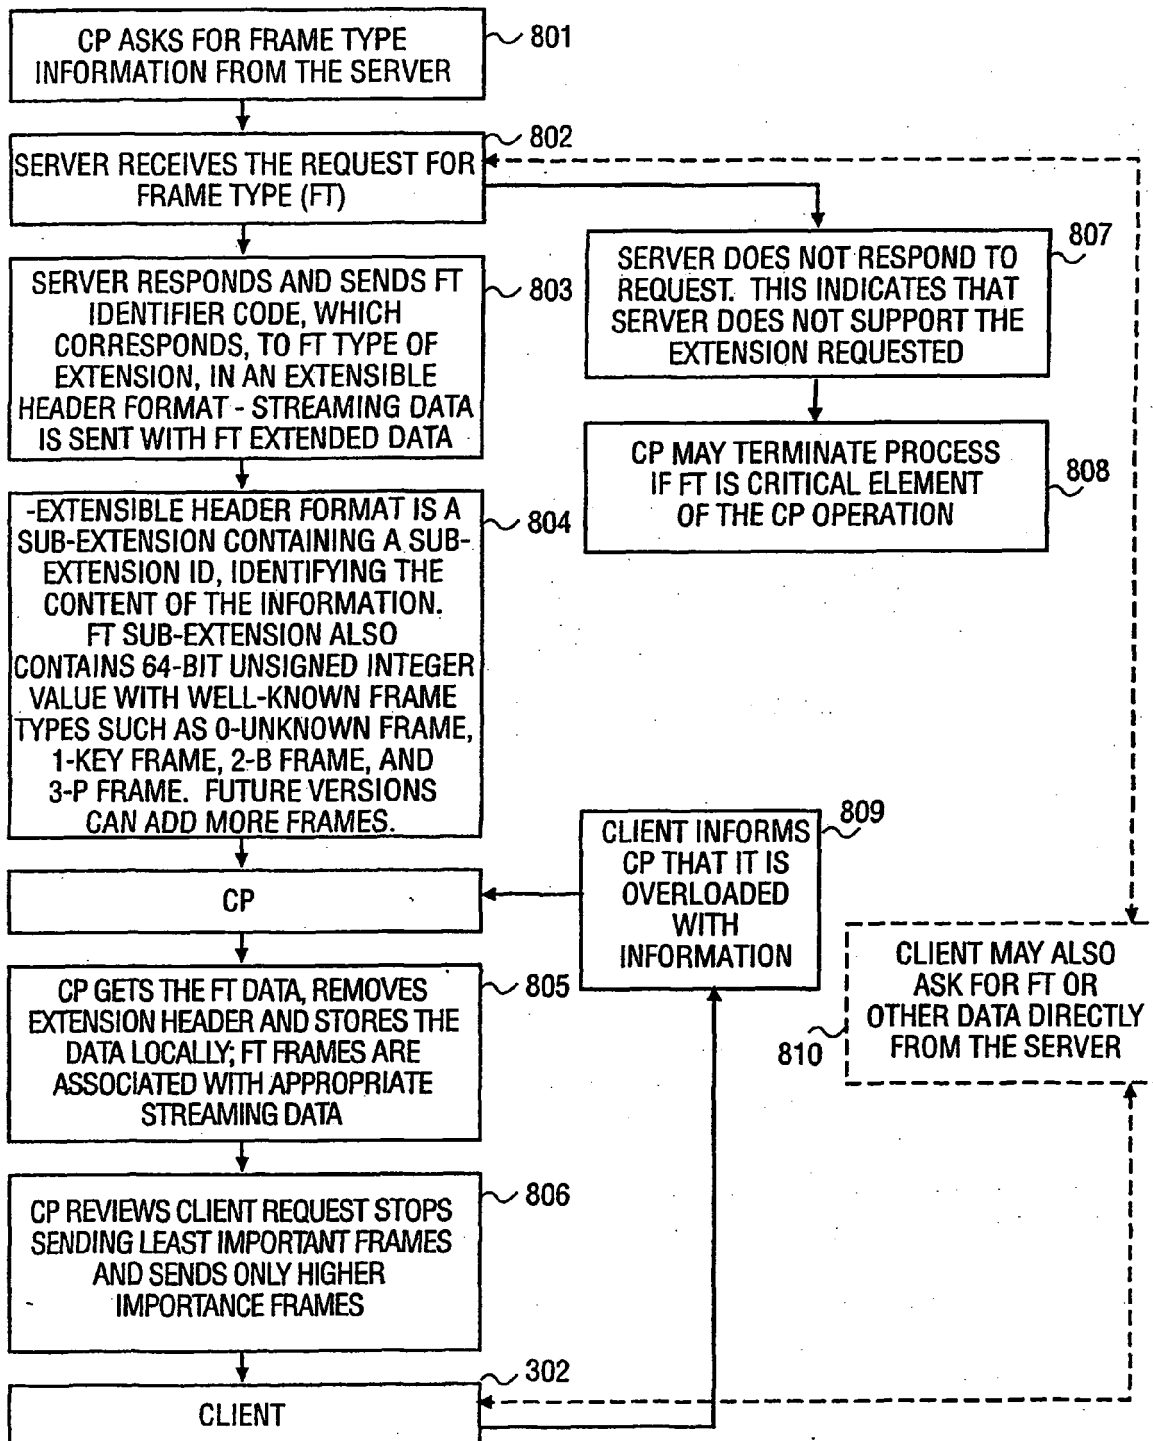 CP ASKS FOR FRAME TYPE
INFORMATION FROM THE SERVER
801
SERVER RECEIVES THE REQUEST FOR
FRAME TYPE (FT)
802
SERVER RESPONDS AND SENDS FT
IDENTIFIER CODE, WHICH
CORRESPONDS, TO FT TYPE OF
EXTENSION, IN AN EXTENSIBLE
HEADER FORMAT - STREAMING DATA
IS SENT WITH FT EXTENDED DATA
803
SERVER DOES NOT RESPOND TO
REQUEST. THIS INDICATES THAT
SERVER DOES NOT SUPPORT THE
EXTENSION REQUESTED
807
CP MAY TERMINATE PROCESS
IF FT IS CRITICAL ELEMENT
OF THE CP OPERATION
808
-EXTENSIBLE HEADER FORMAT IS A
SUB-EXTENSION CONTAINING A SUB-
EXTENSION ID, IDENTIFYING THE
CONTENT OF THE INFORMATION.
FT SUB-EXTENSION ALSO
CONTAINS 64-BIT UNSIGNED INTEGER
VALUE WITH WELL-KNOWN FRAME
TYPES SUCH AS 0-UNKNOWN FRAME,
1-KEY FRAME, 2-B FRAME, AND
3-P FRAME. FUTURE VERSIONS
CAN ADD MORE FRAMES.
804
CP
CLIENT INFORMS
CP THAT IT IS
OVERLOADED
WITH
INFORMATION
809
CLIENT MAY ALSO
ASK FOR FT OR
OTHER DATA DIRECTLY
FROM THE SERVER
810
CP GETS THE FT DATA, REMOVES
EXTENSION HEADER AND STORES THE
DATA LOCALLY; FT FRAMES ARE
ASSOCIATED WITH APPROPRIATE
STREAMING DATA
805
CP REVIEWS CLIENT REQUEST STOPS
SENDING LEAST IMPORTANT FRAMES
AND SENDS ONLY HIGHER
IMPORTANCE FRAMES
806
CLIENT
302